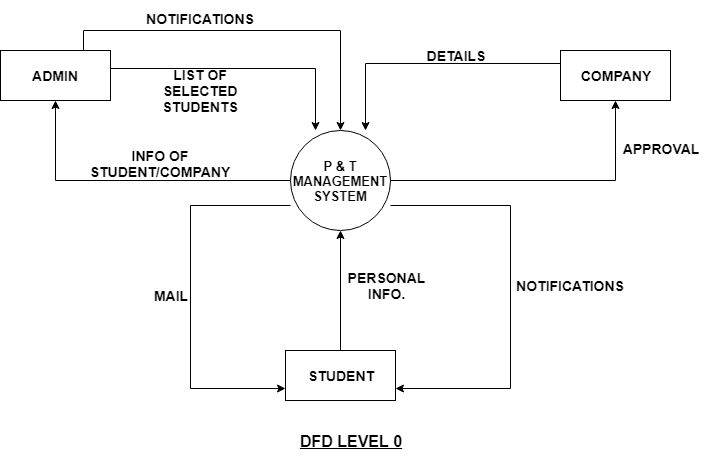 NOTIFICATIONS
ADMIN
LIST OF
SELECTED
STUDENTS
DETAILS
COMPANY
INFO OF
STUDENT/COMPANY
P & T
MANAGEMENT
SYSTEM
APPROVAL
MAIL
PERSONAL
INFO.
NOTIFICATIONS
STUDENT
DFD LEVEL 0